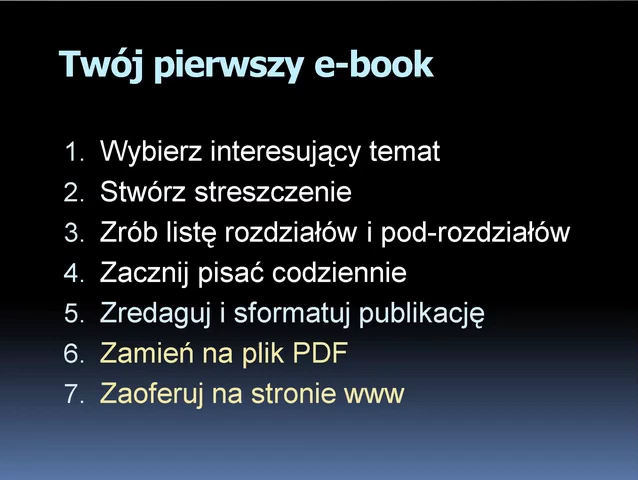 Twój pierwszy e-book
1. Wybierz interesujący temat
2. Stwórz streszczenie
3. Zrób listę rozdziałów i pod-rozdziałów
4. Zacznij pisać codziennie
5. Zredaguj i sformatuj publikację
6. Zamień na plik PDF
7. Zaoferuj na stronie www